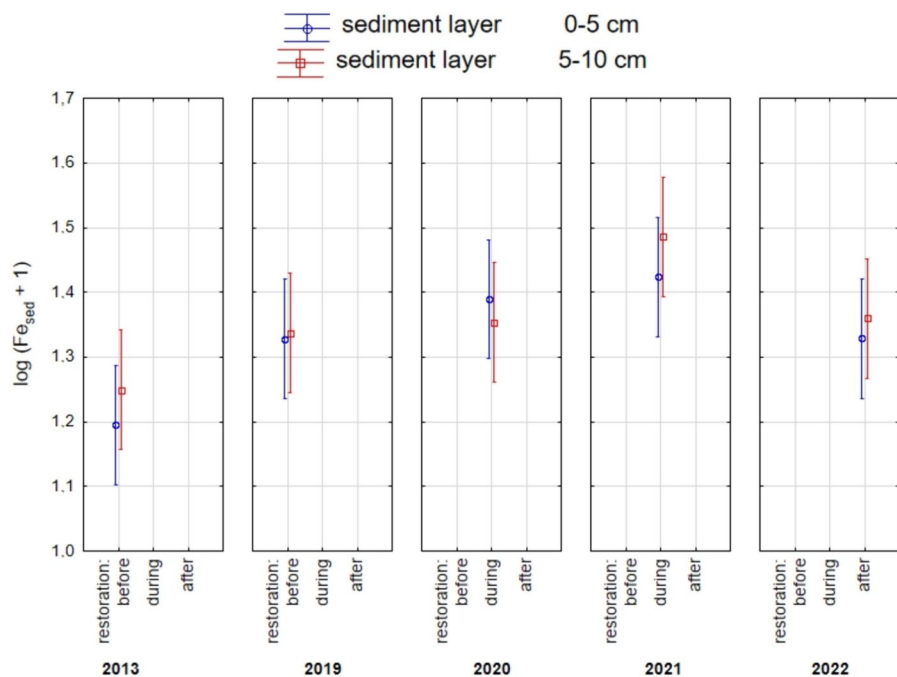 sediment layer 0-5 cm
sediment layer 5-10 cm
1,7
1.6
1.5
1.4
1.3
1.2
1.1
1.0
log (Fesed + 1)
restoration:
before
during
after
restoration:
before
during
after
restoration:
before
during
after
restoration:
before
during
after
restoration:
before
during
after
2013 2019 2020 2021 2022